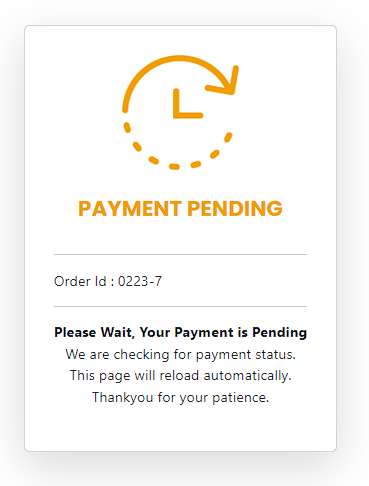 PAYMENT PENDING
Order Id : 0223-7
Please Wait, Your Payment is Pending
We are checking for payment status.
This page will reload automatically.
Thankyou for your patience.